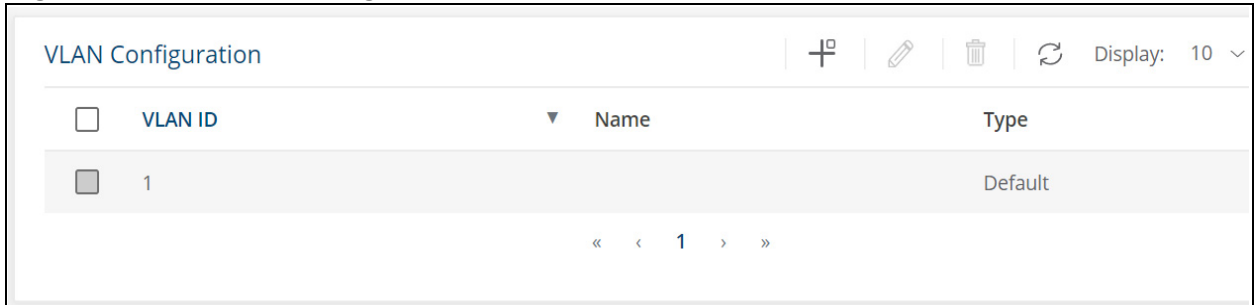 VLAN Configuration Display: 10
VLAN ID Name Type
1 Default
« ‹ 1 › »